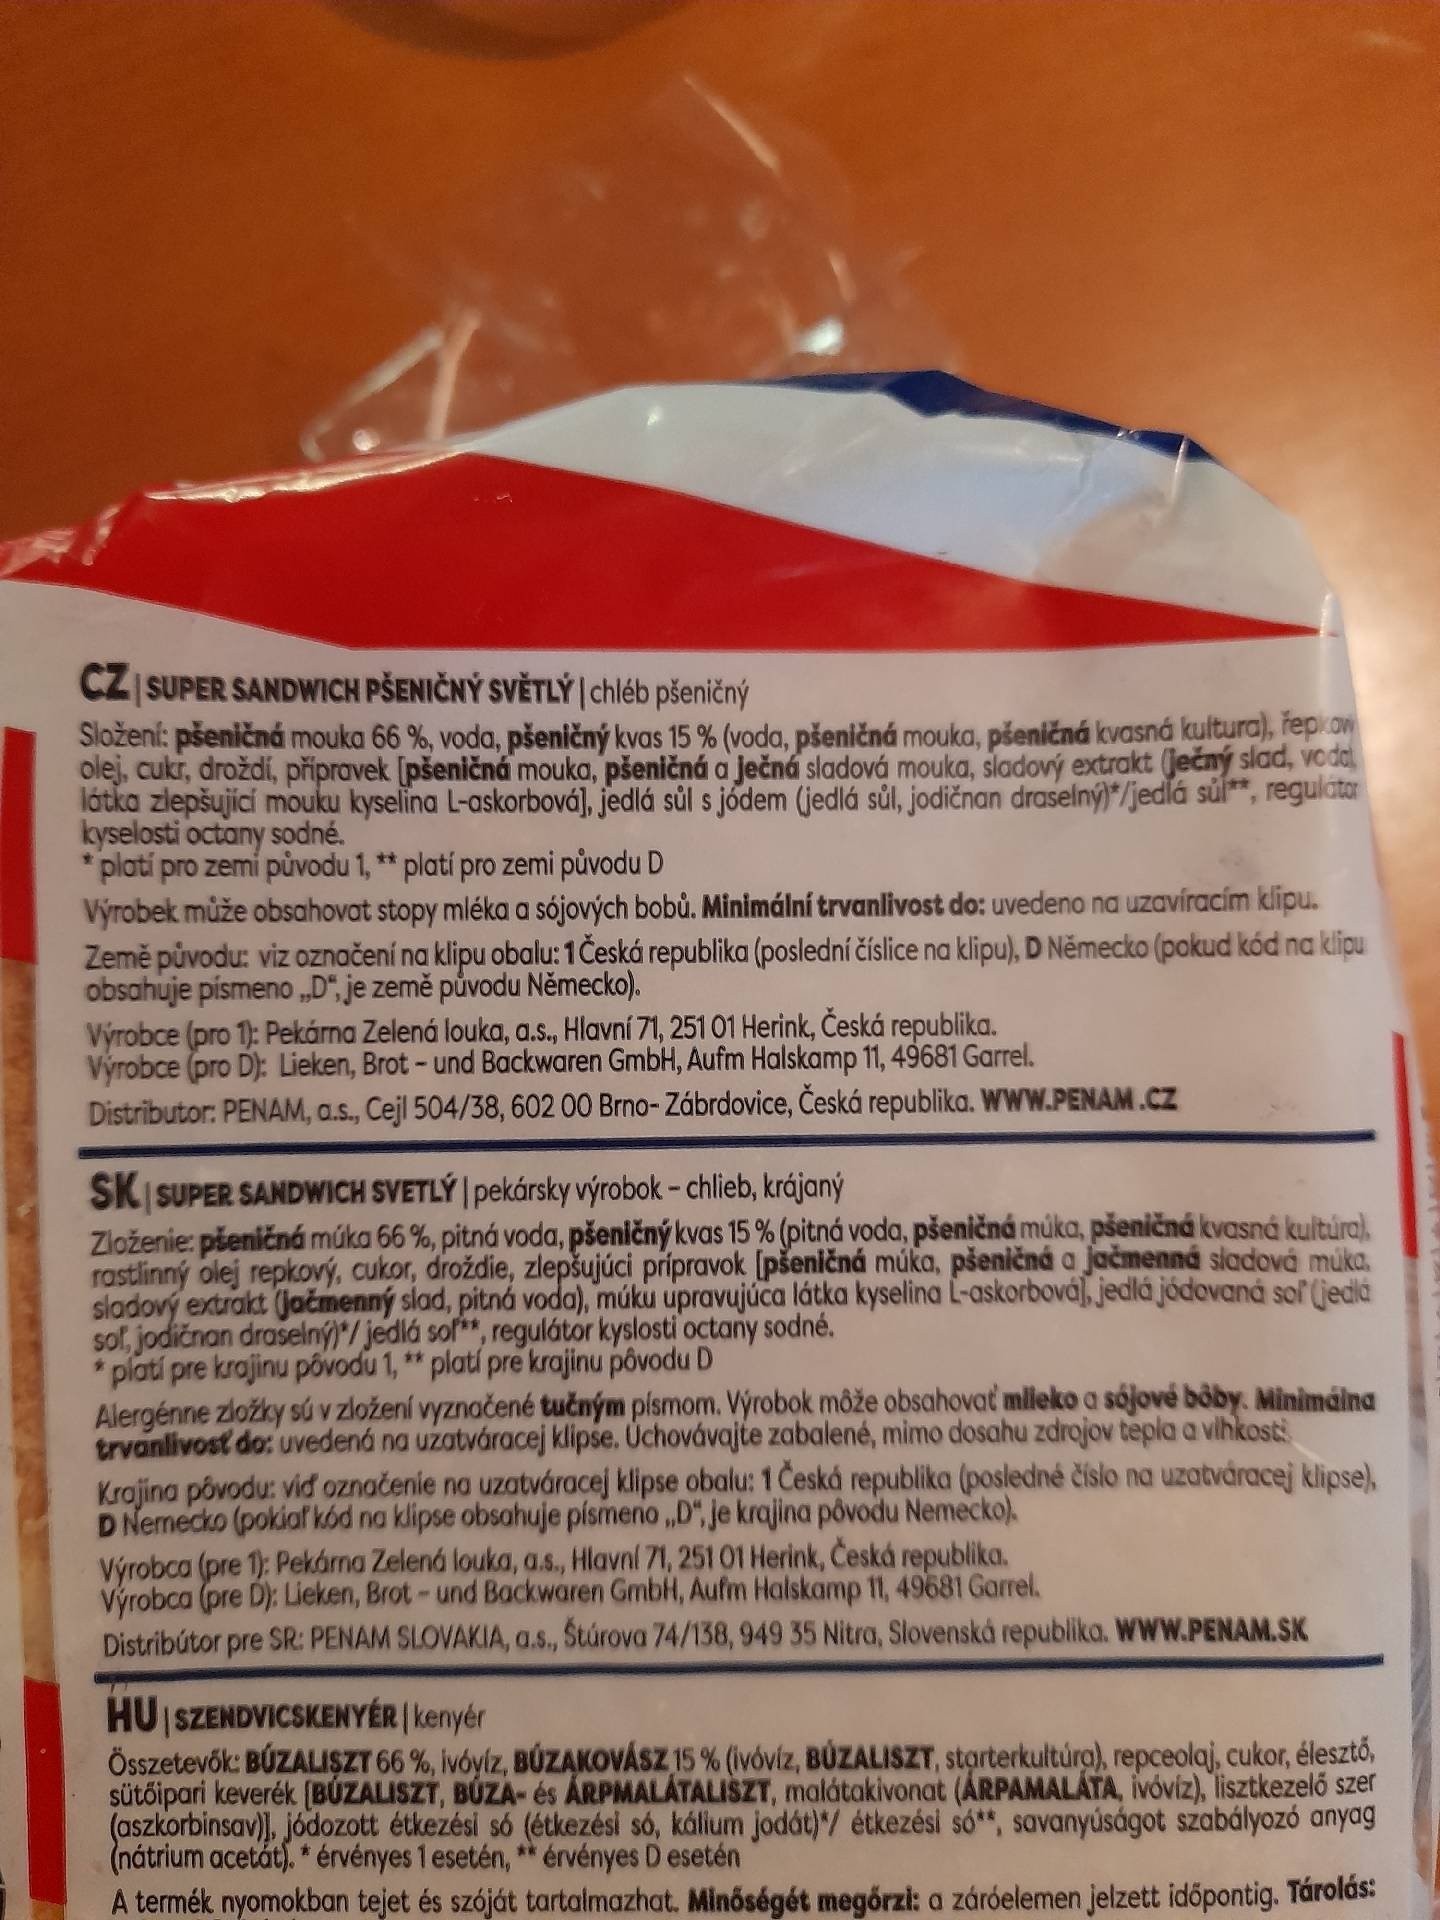 CZ | SUPER SANDWICH PŠENIČNÝ SVĚTLÝ | chléb pšeničný
Složení: pšeničná mouka 66 %, voda, pšeničný kvas 15 % (voda, pšeničná mouka, pšeničná kvasná kultura),
olej, cukr, droždí, přípravek [pšeničná mouka, pšeničná a ječná sladová mouka, sladový extrakt (ječný slad, voda),
látka zlepšující mouku kyselina L-askorbová], jedlá sůl s jódem (jedlá sůl, jodičnan draselný)*/jedlá sůl**, regulátor
kyselosti octany sodné.
* platí pro zemi původu 1, ** platí pro zemi původu D
Výrobek může obsahovat stopy mléka a sójových bobů. Minimální trvanlivost do: uvedeno na uzavíracím klipu.
Země původu: viz označení na klipu obalu: 1 Česká republika (poslední číslice na klipu), D Německo (pokud kód na klipu
obsahuje písmeno „D“, je země původu Německo).
Výrobce (pro 1): Pekárna Zelená louka, a.s., Hlavní 71, 251 01 Herink, Česká republika.
Výrobce (pro D): Lieken, Brot – und Backwaren GmbH, Aufm Halskamp 11, 49681 Garrel.
Distributor: PENAM, a.s., Cejl 504/38, 602 00 Brno- Zábrdovice, Česká republika. WWW.PENAM.CZ
SK | SUPER SANDWICH SVETLÝ | pekársky výrobok – chlieb, krájaný
Zloženie: pšeničná múka 66 %, pitná voda, pšeničný kvas 15 % (pitná voda, pšeničná múka, pšeničná kvasná kultúra),
rastlinný olej repkový, cukor, droždie, zlepšujúci prípravok [pšeničná múka, pšeničná a jačmenná sladová múka,
sladový extrakt (jačmenný slad, pitná voda), múku upravujúca látka kyselina L-askorbová], jedlá jódovaná soľ (jedlá
soľ, jodičnan draselný)*/ jedlá soľ**, regulátor kyslosti octany sodné.
* platí pre krajinu pôvodu 1, ** platí pre krajinu pôvodu D
Alergénne zložky sú v zložení vyznačené tučným písmom. Výrobok môže obsahovať mlieko a sójové bôby. Minimálna
trvanlivosť do: uvedená na uzatváracej klipse. Uchovávajte zabalené, mimo dosahu zdrojov tepla a vlhkosti.
Krajina pôvodu: viď označenie na uzatváracej klipse obalu: 1 Česká republika (posledné číslo na uzatváracej klipse),
D Nemecko (pokiaľ kód na klipse obsahuje písmeno „D“, je krajina pôvodu Nemecko).
Výrobca (pre 1): Pekárna Zelená louka, a.s., Hlavní 71, 251 01 Herink, Česká republika.
Výrobca (pre D): Lieken, Brot – und Backwaren GmbH, Aufm Halskamp 11, 49681 Garrel.
Distribútor pre SR: PENAM SLOVAKIA, a.s., Štúrova 74/138, 949 35 Nitra, Slovenská republika. WWW.PENAM.SK
HU | SZENDVICSKENYÉR | kenyér
Összetevők: BÚZALISZT 66 %, ivóvíz, BÚZAKOVÁSZ 15 % (ivóvíz, BÚZALISZT, starterkultúra), repceolaj, cukor, élesztő,
sütőipari keverék [BÚZALISZT, BÚZA- és ÁRPMALÁTALISZT, malátakivonat (ÁRPAMALÁTA, ivóvíz), lisztkezelő szer
(aszkorbinsav)], jódozott étkezési só (étkezési só, kálium jodát)*/ étkezési só**, savanyúságot szabályozó anyag
(nátrium acetát). * érvényes 1 esetén, ** érvényes D esetén
A termék nyomokban tejet és szóját tartalmazhat. Minőségét megőrzi: a záróelemen jelzett időpontig. Tárolás: